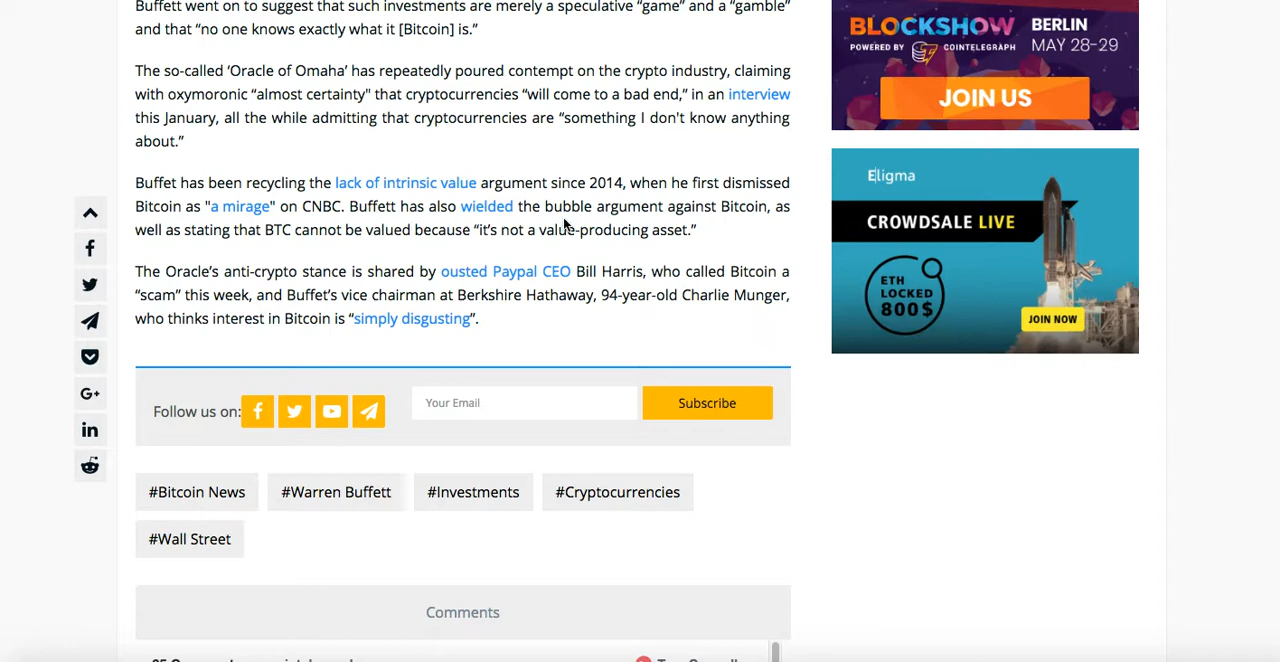 Buffett went on to suggest that such investments are merely a speculative “game” and a “gamble”
and that “no one knows exactly what it [Bitcoin] is.”
The so-called ‘Oracle of Omaha’ has repeatedly poured contempt on the crypto industry, claiming
with oxymoronic “almost certainty" that cryptocurrencies “will come to a bad end,” in an interview
this January, all the while admitting that cryptocurrencies are “something I don't know anything
about.”
Buffet has been recycling the lack of intrinsic value argument since 2014, when he first dismissed
Bitcoin as "a mirage" on CNBC. Buffett has also wielded the bubble argument against Bitcoin, as
well as stating that BTC cannot be valued because “it’s not a value-producing asset.”
The Oracle’s anti-crypto stance is shared by ousted Paypal CEO Bill Harris, who called Bitcoin a
“scam” this week, and Buffet’s vice chairman at Berkshire Hathaway, 94-year-old Charlie Munger,
who thinks interest in Bitcoin is “simply disgusting”.
Follow us on:
Your Email
Subscribe
#Bitcoin News
#Warren Buffett
#Investments
#Cryptocurrencies
#Wall Street
Comments
BLOCKSHOW
POWERED BY COINTELEGRAPH
BERLIN
MAY 28-29
JOIN US
Eligma
CROWDSALE LIVE
ETH
LOCKED
800$
JOIN NOW
G+